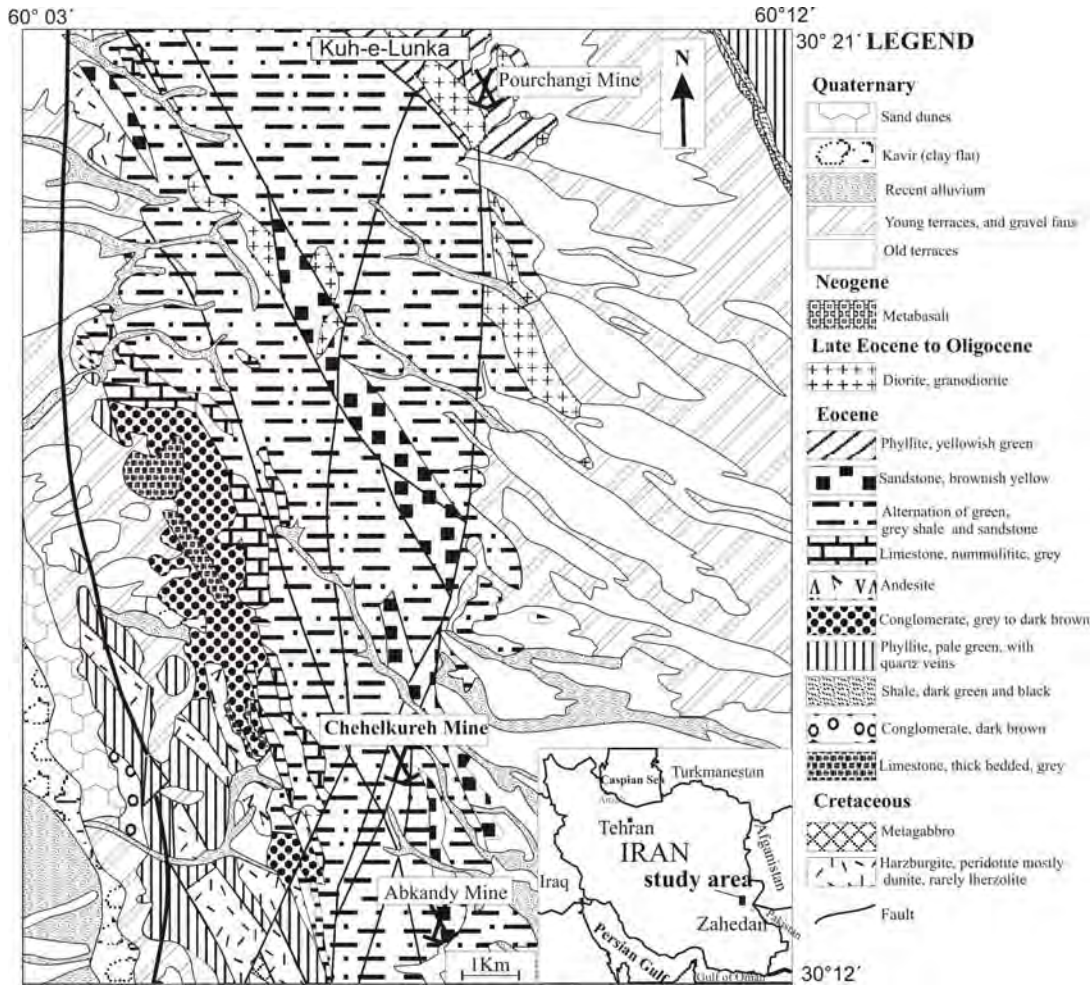 60° 03´
60°12´
Kuh-e-Lunka
30° 21´
LEGEND
N
Pourchangi Mine
Quaternary
Sand dunes
Kavir (clay flat)
Recent alluvium
Young terraces, and gravel fans
Old terraces
Neogene
Metabasalt
Late Eocene to Oligocene
Diorite, granodiorite
Eocene
Phyllite, yellowish green
Sandstone, brownish yellow
Alternation of green,
grey shale and sandstone
Limestone, nummulitite, grey
Andesite
Conglomerate, grey to dark brown
Phyllite, pale green, with
quartz veins
Shale, dark green and black
Conglomerate, dark brown
Limestone, thick bedded, grey
Cretaceous
Metagabbro
Harzburgite, peridotite mostly
dunite, rarely lherzolite
Fault
Chehelkureh Mine
Abkandy Mine
1Km
Caspian Sea
Turkmanestan
Tehran
IRAN
Afganistan
Iraq
study area
Zahedan
Pakistan
Persian Gulf
Gulf of Oman
30°12´